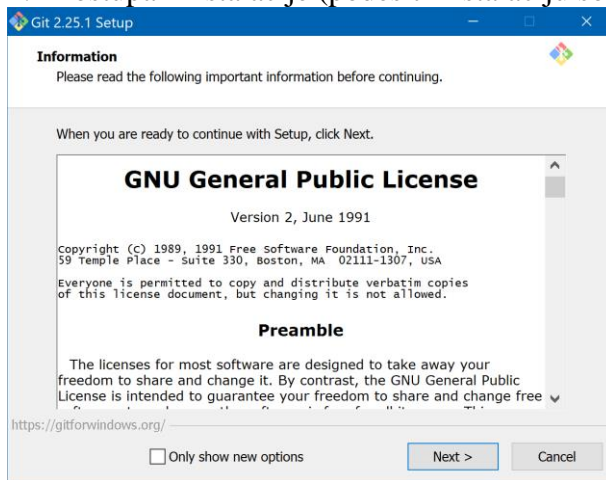 Git 2.25.1 Setup
Information
Please read the following important information before continuing.
When you are ready to continue with Setup, click Next.
GNU General Public License
Version 2, June 1991
Copyright (C) 1989, 1991 Free Software Foundation, Inc.
59 Temple Place - Suite 330, Boston, MA 02111-1307, USA
Everyone is permitted to copy and distribute verbatim copies
of this license document, but changing it is not allowed.
Preamble
The licenses for most software are designed to take away your
freedom to share and change it. By contrast, the GNU General Public
License is intended to guarantee your freedom to share and change free
https://gitforwindows.org/
Only show new options
Next >
Cancel